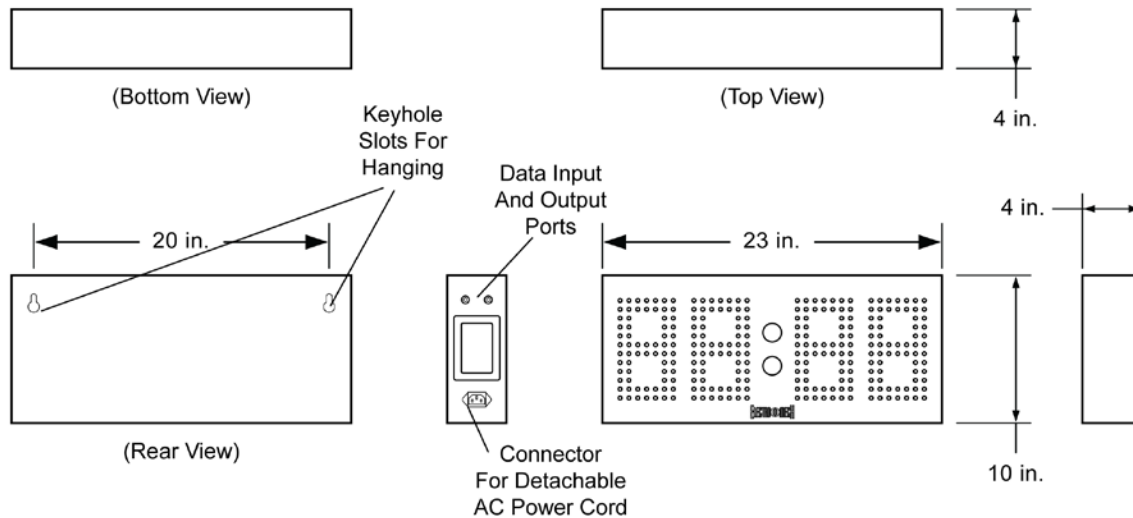 (Bottom View)
(Top View)
4 in.
Keyhole
Slots For
Hanging
Data Input
And Output
Ports
4 in.
20 in.
23 in.
(Rear View)
Connector
For Detachable
AC Power Cord
10 in.